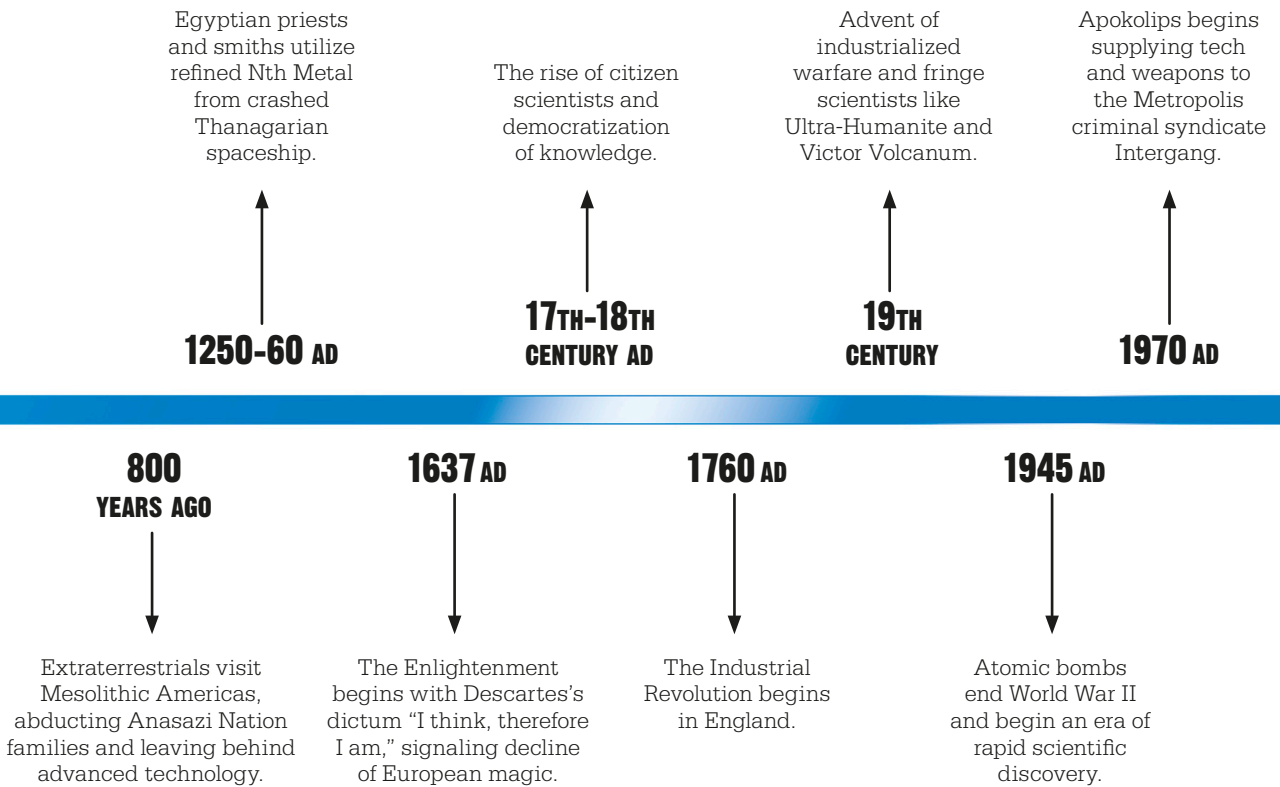 Egyptian priests
and smiths utilize
refined Nth Metal
from crashed
Thanagarian
spaceship.
1250-60 AD
The rise of citizen
scientists and
democratization
of knowledge.
17TH-18TH
CENTURY AD
Advent of
industrialized
warfare and fringe
scientists like
Ultra-Humanite and
Victor Volcanum.
19TH
CENTURY
Apokolips begins
supplying tech
and weapons to
the Metropolis
criminal syndicate
Intergang.
1970 AD
800
YEARS AGO
Extraterrestrials visit
Mesolithic Americas,
abducting Anasazi Nation
families and leaving behind
advanced technology.
1637 AD
The Enlightenment
begins with Descartes’s
dictum “I think, therefore
I am,” signaling decline
of European magic.
1760 AD
The Industrial
Revolution begins
in England.
1945 AD
Atomic bombs
end World War II
and begin an era of
rapid scientific
discovery.